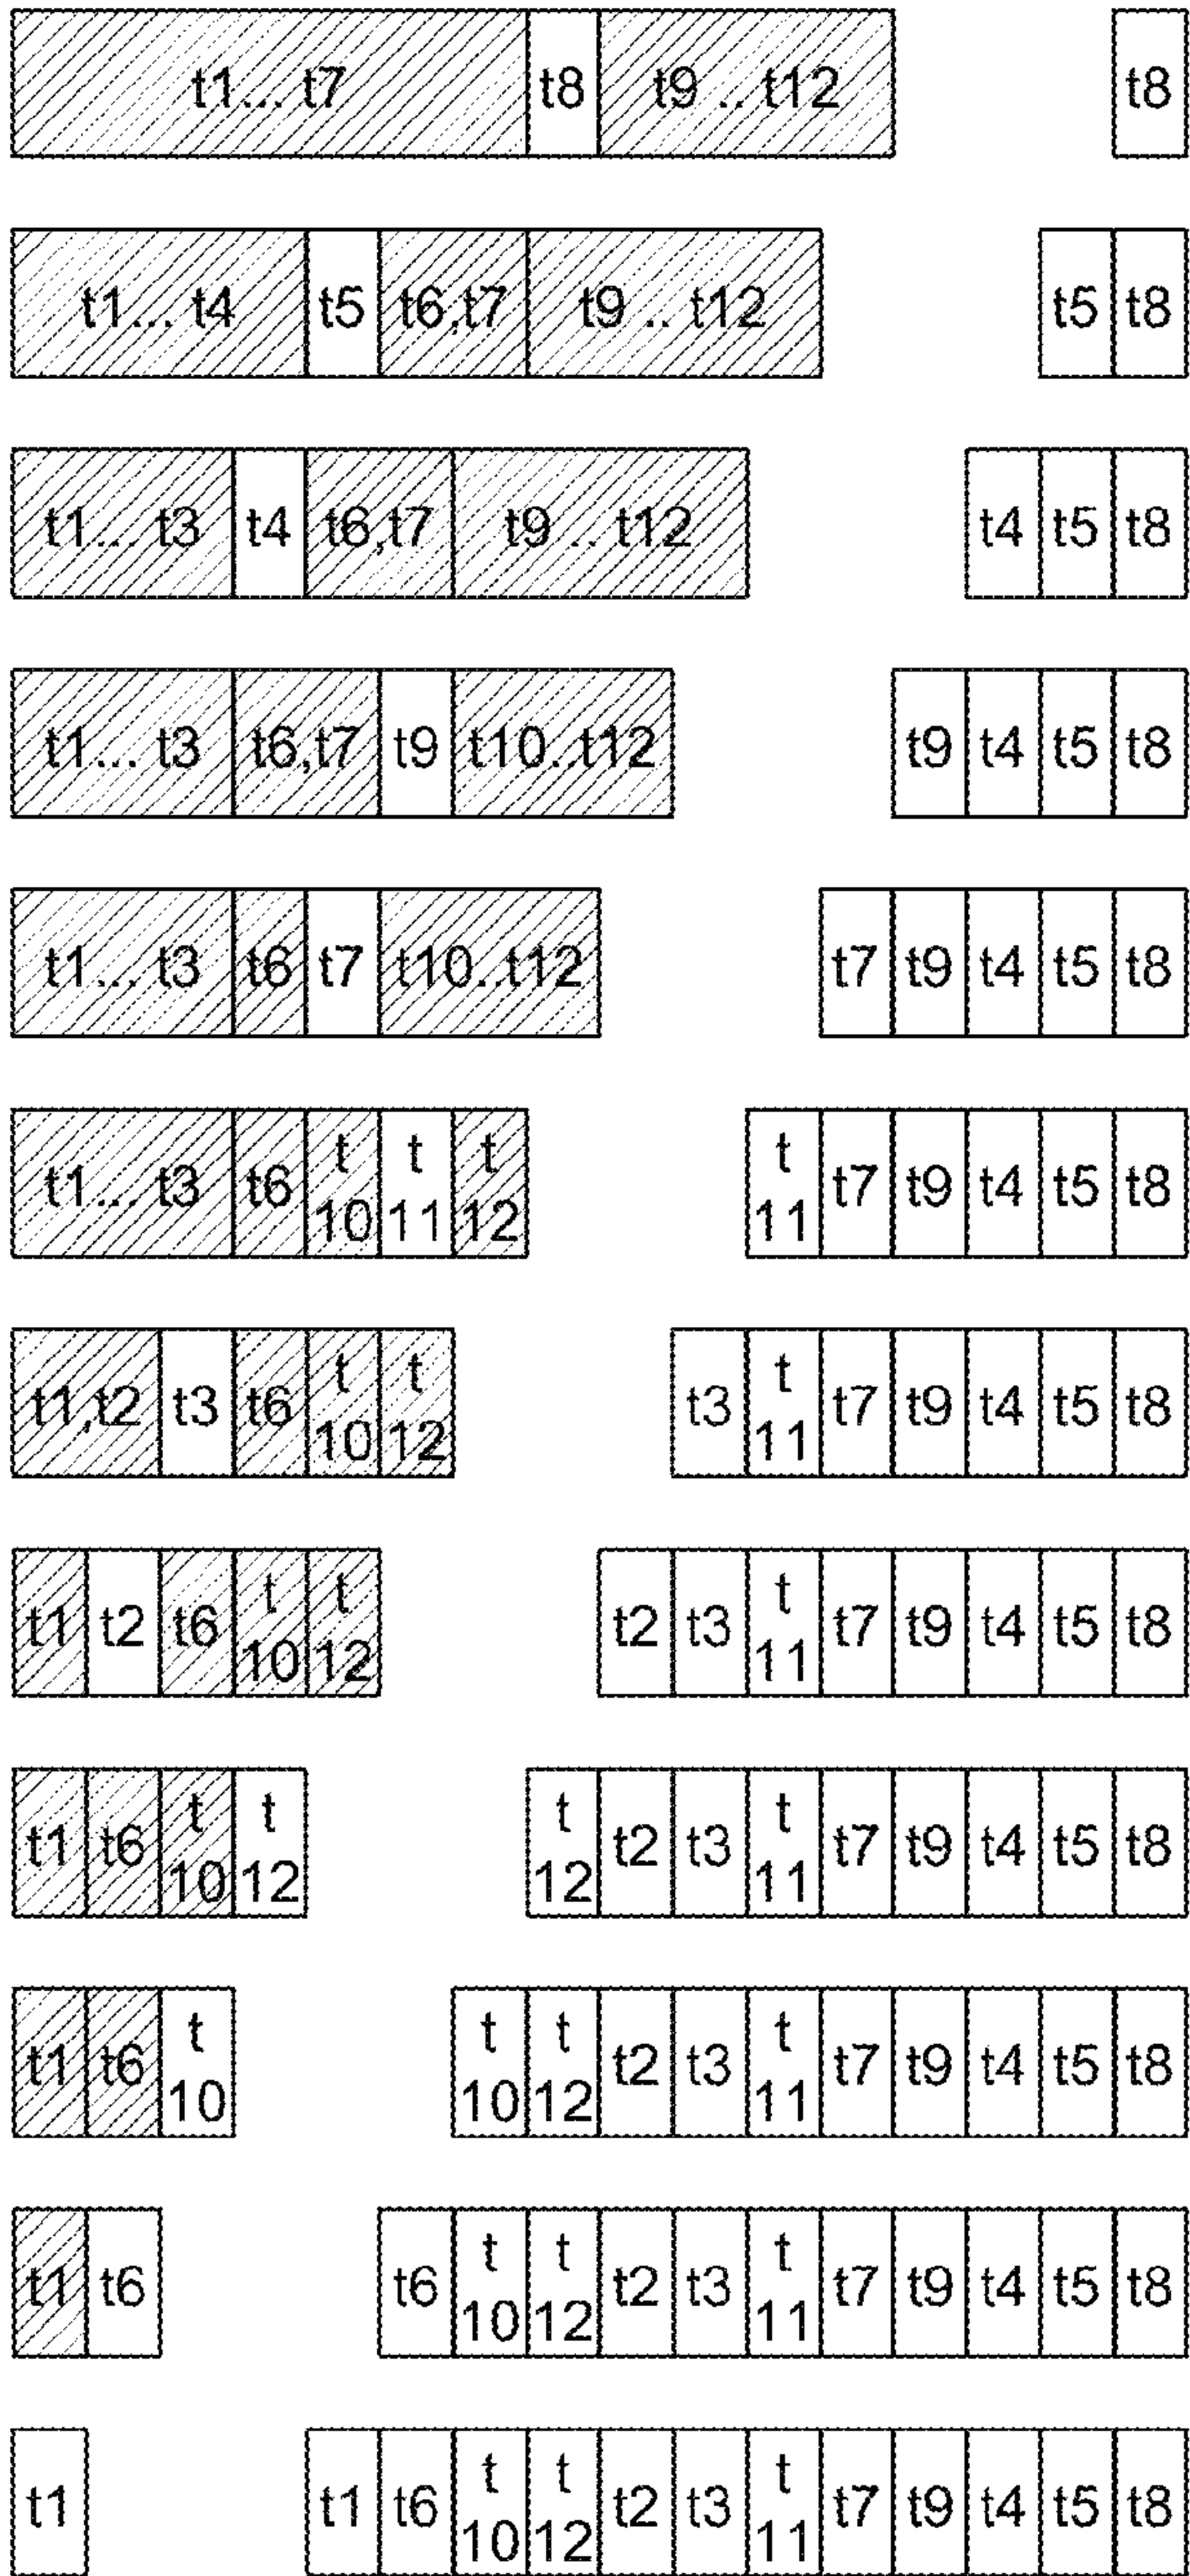 t1... t7 t8 t9 .. t12 t8
t1... t4 t5 t6,t7 t9 .. t12 t5 t8
t1... t3 t4 t6,t7 t9 .. t12 t4 t5 t8
t1... t3 t6,t7 t9 t10..t12 t9 t4 t5 t8
t1... t3 t6 t7 t10..t12 t7 t9 t4 t5 t8
t1... t3 t6 t 10 t 11 t 12 t 11 t7 t9 t4 t5 t8
t1,t2 t3 t6 t 10 t 12 t3 t 11 t7 t9 t4 t5 t8
t1 t2 t6 t 10 t 12 t2 t3 t 11 t7 t9 t4 t5 t8
t1 t6 t 10 t 12 t 12 t2 t3 t 11 t7 t9 t4 t5 t8
t1 t6 t 10 t 10 t 12 t2 t3 t 11 t7 t9 t4 t5 t8
t1 t6 t6 t 10 t 12 t2 t3 t 11 t7 t9 t4 t5 t8
t1 t1 t6 t 10 t 12 t2 t3 t 11 t7 t9 t4 t5 t8